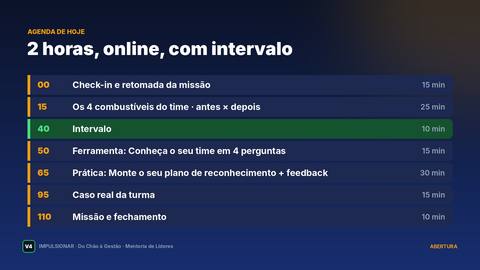 AGENDA DE HOJE
2 horas, online, com intervalo
00 Check-in e retomada da missão 15 min
15 Os 4 combustíveis do time · antes × depois 25 min
40 Intervalo 10 min
50 Ferramenta: Conheça o seu time em 4 perguntas 15 min
65 Prática: Monte o seu plano de reconhecimento + feedback 30 min
95 Caso real da turma 15 min
110 Missão e fechamento 10 min
V4 IMPULSIONAR · Do Chão à Gestão · Mentoria de Líderes ABERTURA